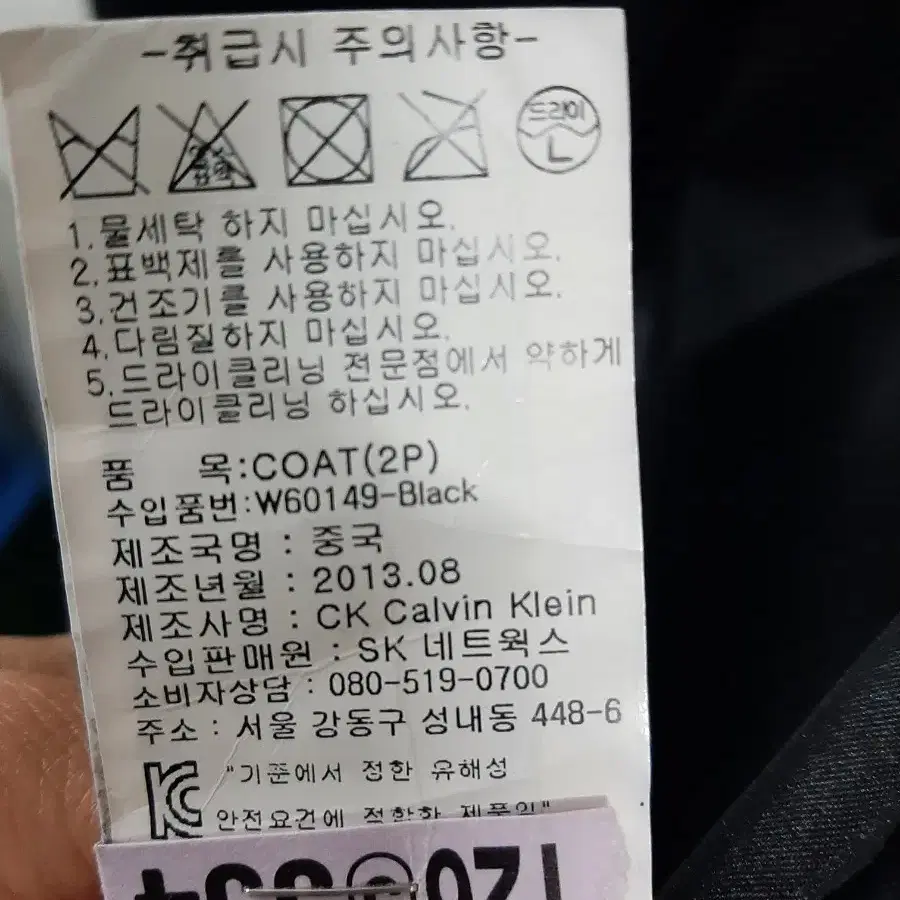 -취급시 주의사항-
드라이
1.물세탁 하지 마십시오.
2.표백제를 사용하지 마십시오.
3.건조기를 사용하지 마십시오.
4.다림질하지 마십시오.
5.드라이클리닝 전문점에서 약하게
드라이클리닝 하십시오.
품 목:COAT(2P)
수입품번:W60149-Black
제조국명 : 중국
제조년월 : 2013.08
제조사명 : CK Calvin Klein
수입판매원 : SK 네트웍스
소비자상담 : 080-519-0700
주소 : 서울 강동구 성내동 448-6
"기준에서 정한 유해성
안전요건에 적합한 제품임"